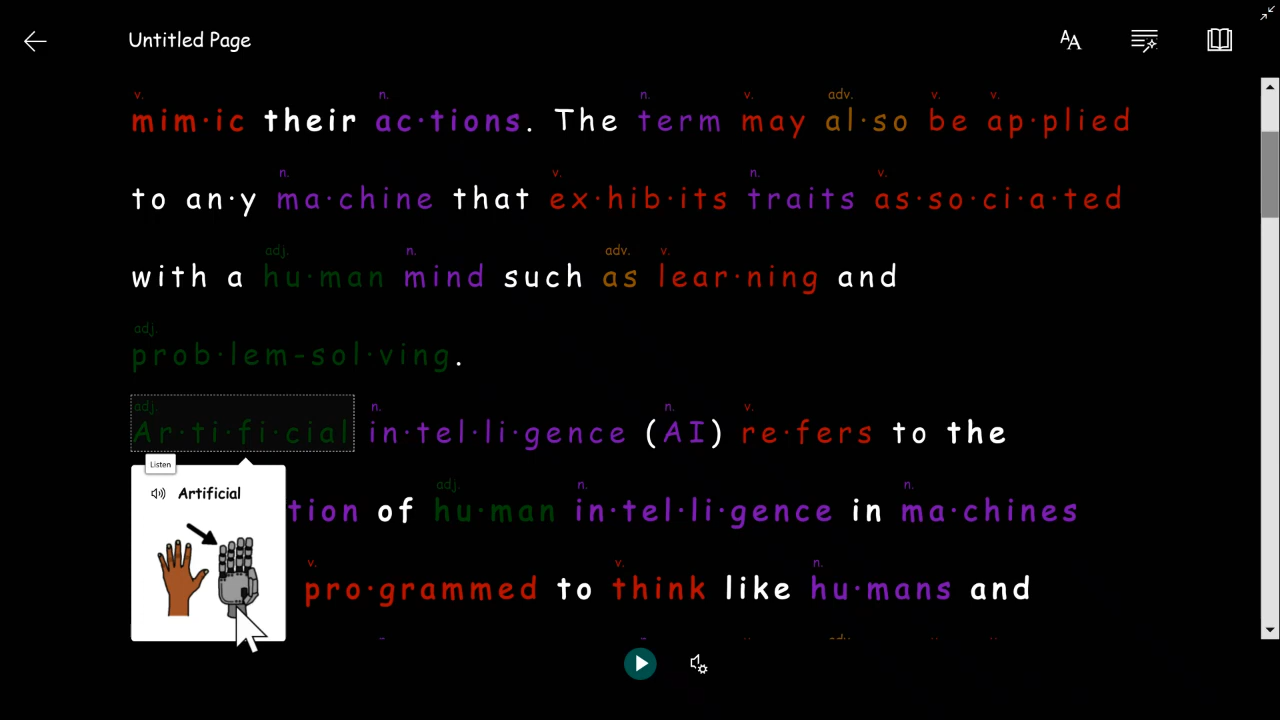 Untitled Page
AA
v. n. n. v. adv. v. v.
mim·ic their ac·tions. The term may al·so be ap·plied
n. v. n. v.
to an·y ma·chine that ex·hib·its traits as·so·ci·a·ted
adj. n. adv. v.
with a hu·man mind such as lear·ning and
adj.
prob·lem-sol·ving.
adj. n. n. v.
Ar·ti·fi·cial in·tel·li·gence (AI) re·fers to the
Listen
Artificial
adj. n. n.
tion of hu·man in·tel·li·gence in ma·chines
v. v. n.
pro·grammed to think like hu·mans and